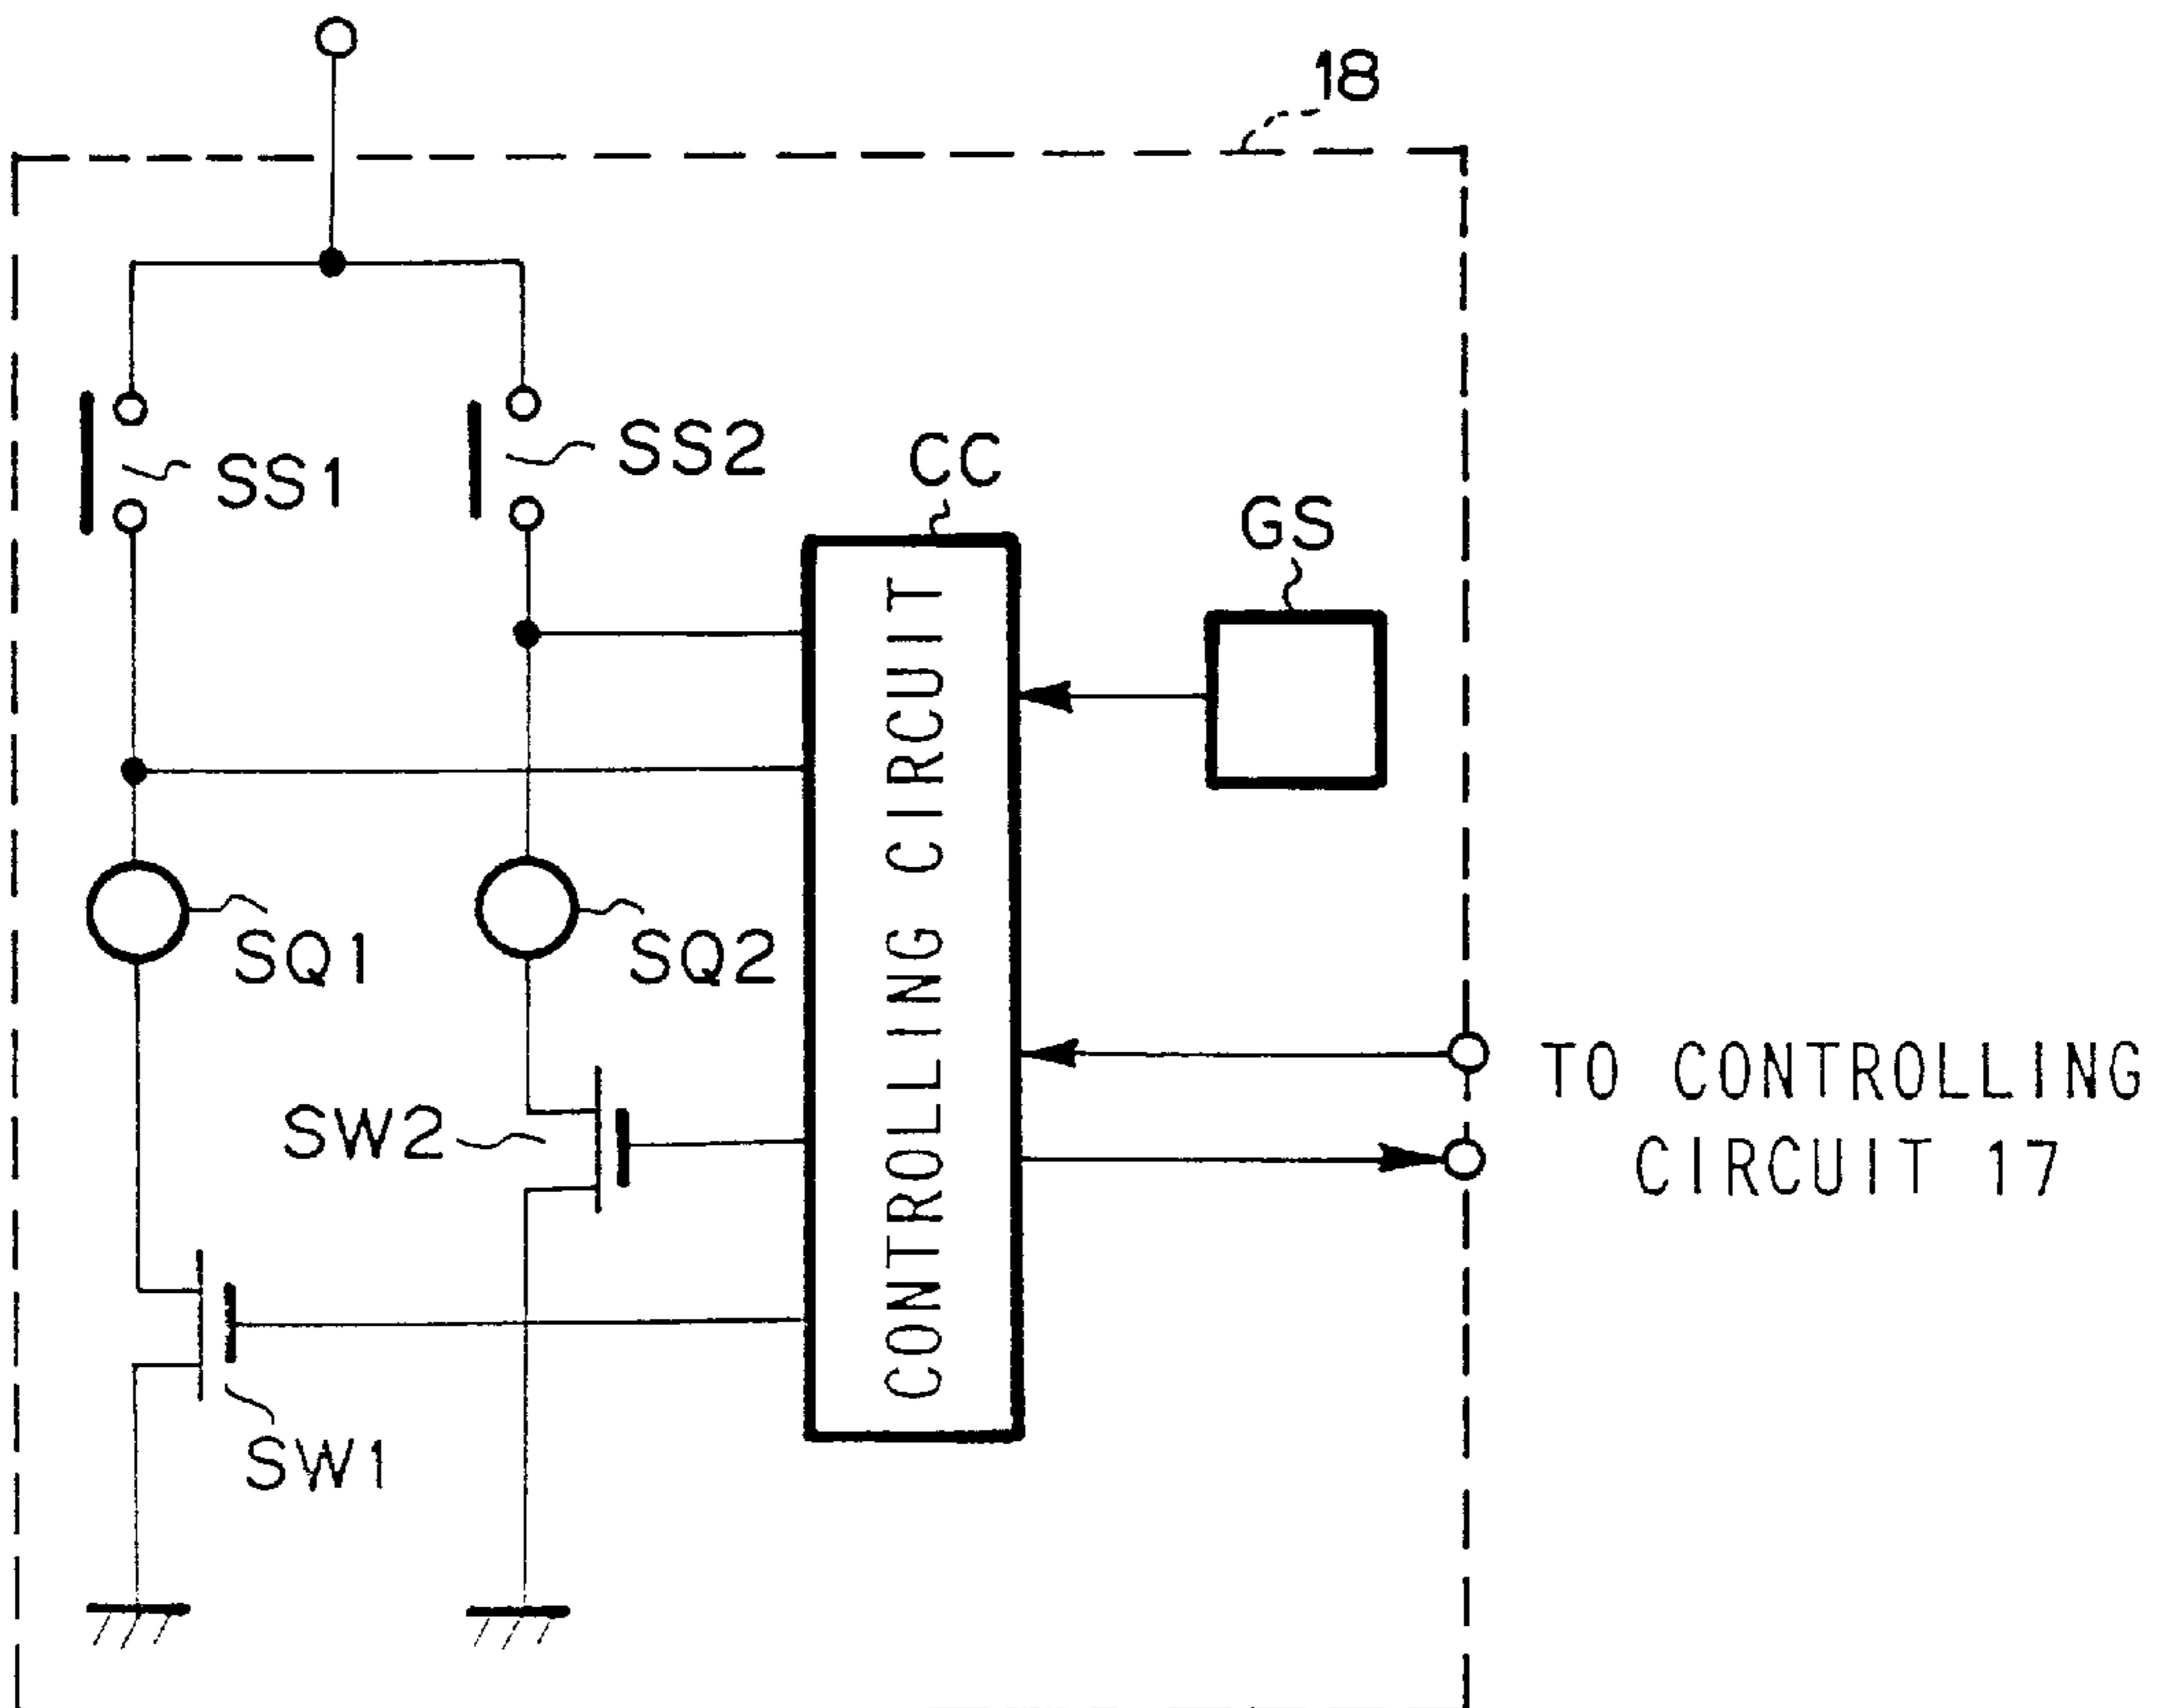 18
SS1
SS2
CC
GS
CONTROLLING CIRCUIT
SQ1
SQ2
TO CONTROLLING
CIRCUIT 17
SW2
SW1